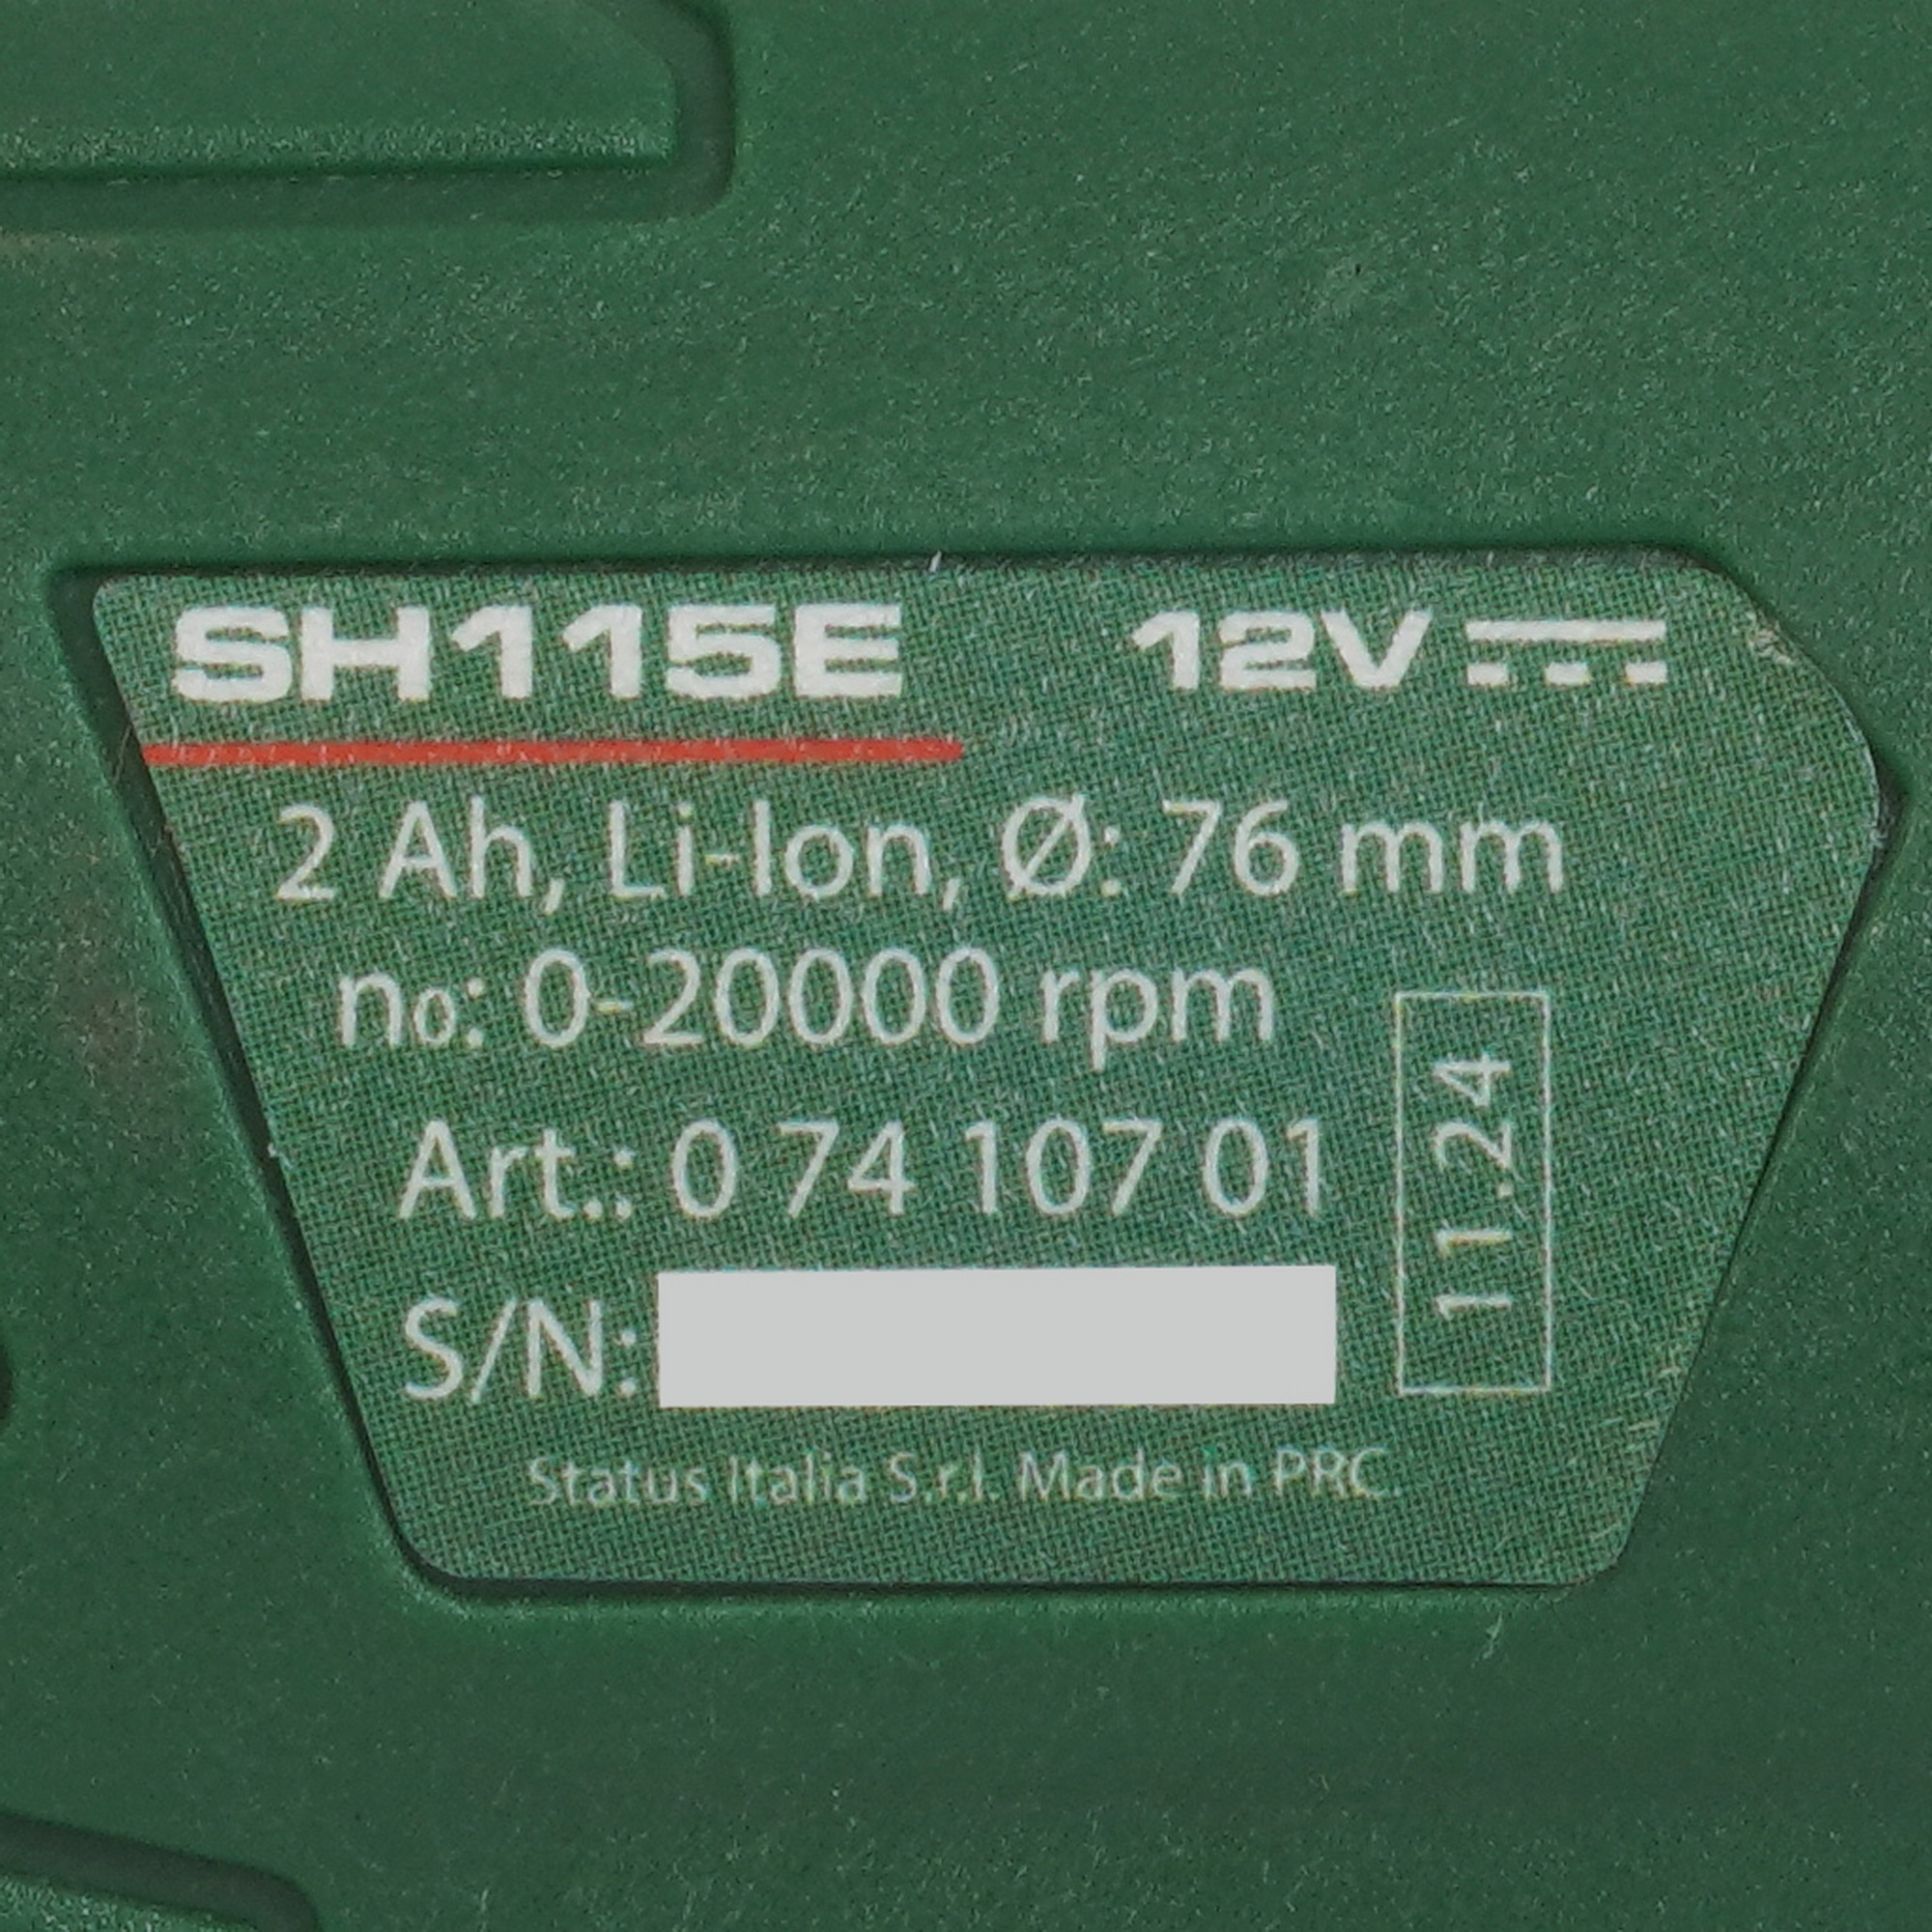 SH115E 12V
2 Ah, Li-Ion, Ø: 76 mm
n0: 0-20000 rpm
Art.: 0 74 107 01
11.24
S/N:
Status Italia S.r.l. Made in PRC.